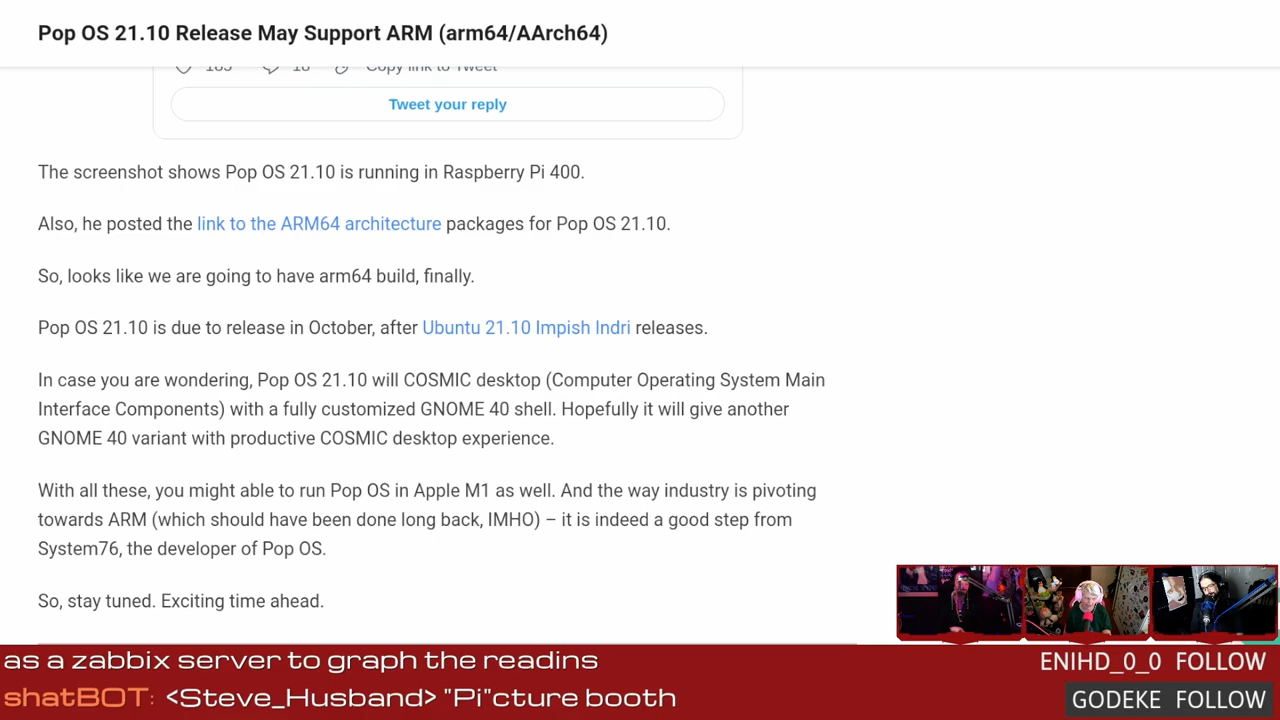 Pop OS 21.10 Release May Support ARM (arm64/AArch64)
183 18 Copy link to Tweet
Tweet your reply
The screenshot shows Pop OS 21.10 is running in Raspberry Pi 400.
Also, he posted the link to the ARM64 architecture packages for Pop OS 21.10.
So, looks like we are going to have arm64 build, finally.
Pop OS 21.10 is due to release in October, after Ubuntu 21.10 Impish Indri releases.
In case you are wondering, Pop OS 21.10 will COSMIC desktop (Computer Operating System Main
Interface Components) with a fully customized GNOME 40 shell. Hopefully it will give another
GNOME 40 variant with productive COSMIC desktop experience.
With all these, you might able to run Pop OS in Apple M1 as well. And the way industry is pivoting
towards ARM (which should have been done long back, IMHO) – it is indeed a good step from
System76, the developer of Pop OS.
So, stay tuned. Exciting time ahead.
as a zabbix server to graph the readins
shatBOT: <Steve_Husband> "Pi"cture booth
ENIHD_0_0 FOLLOW
GODEKE FOLLOW